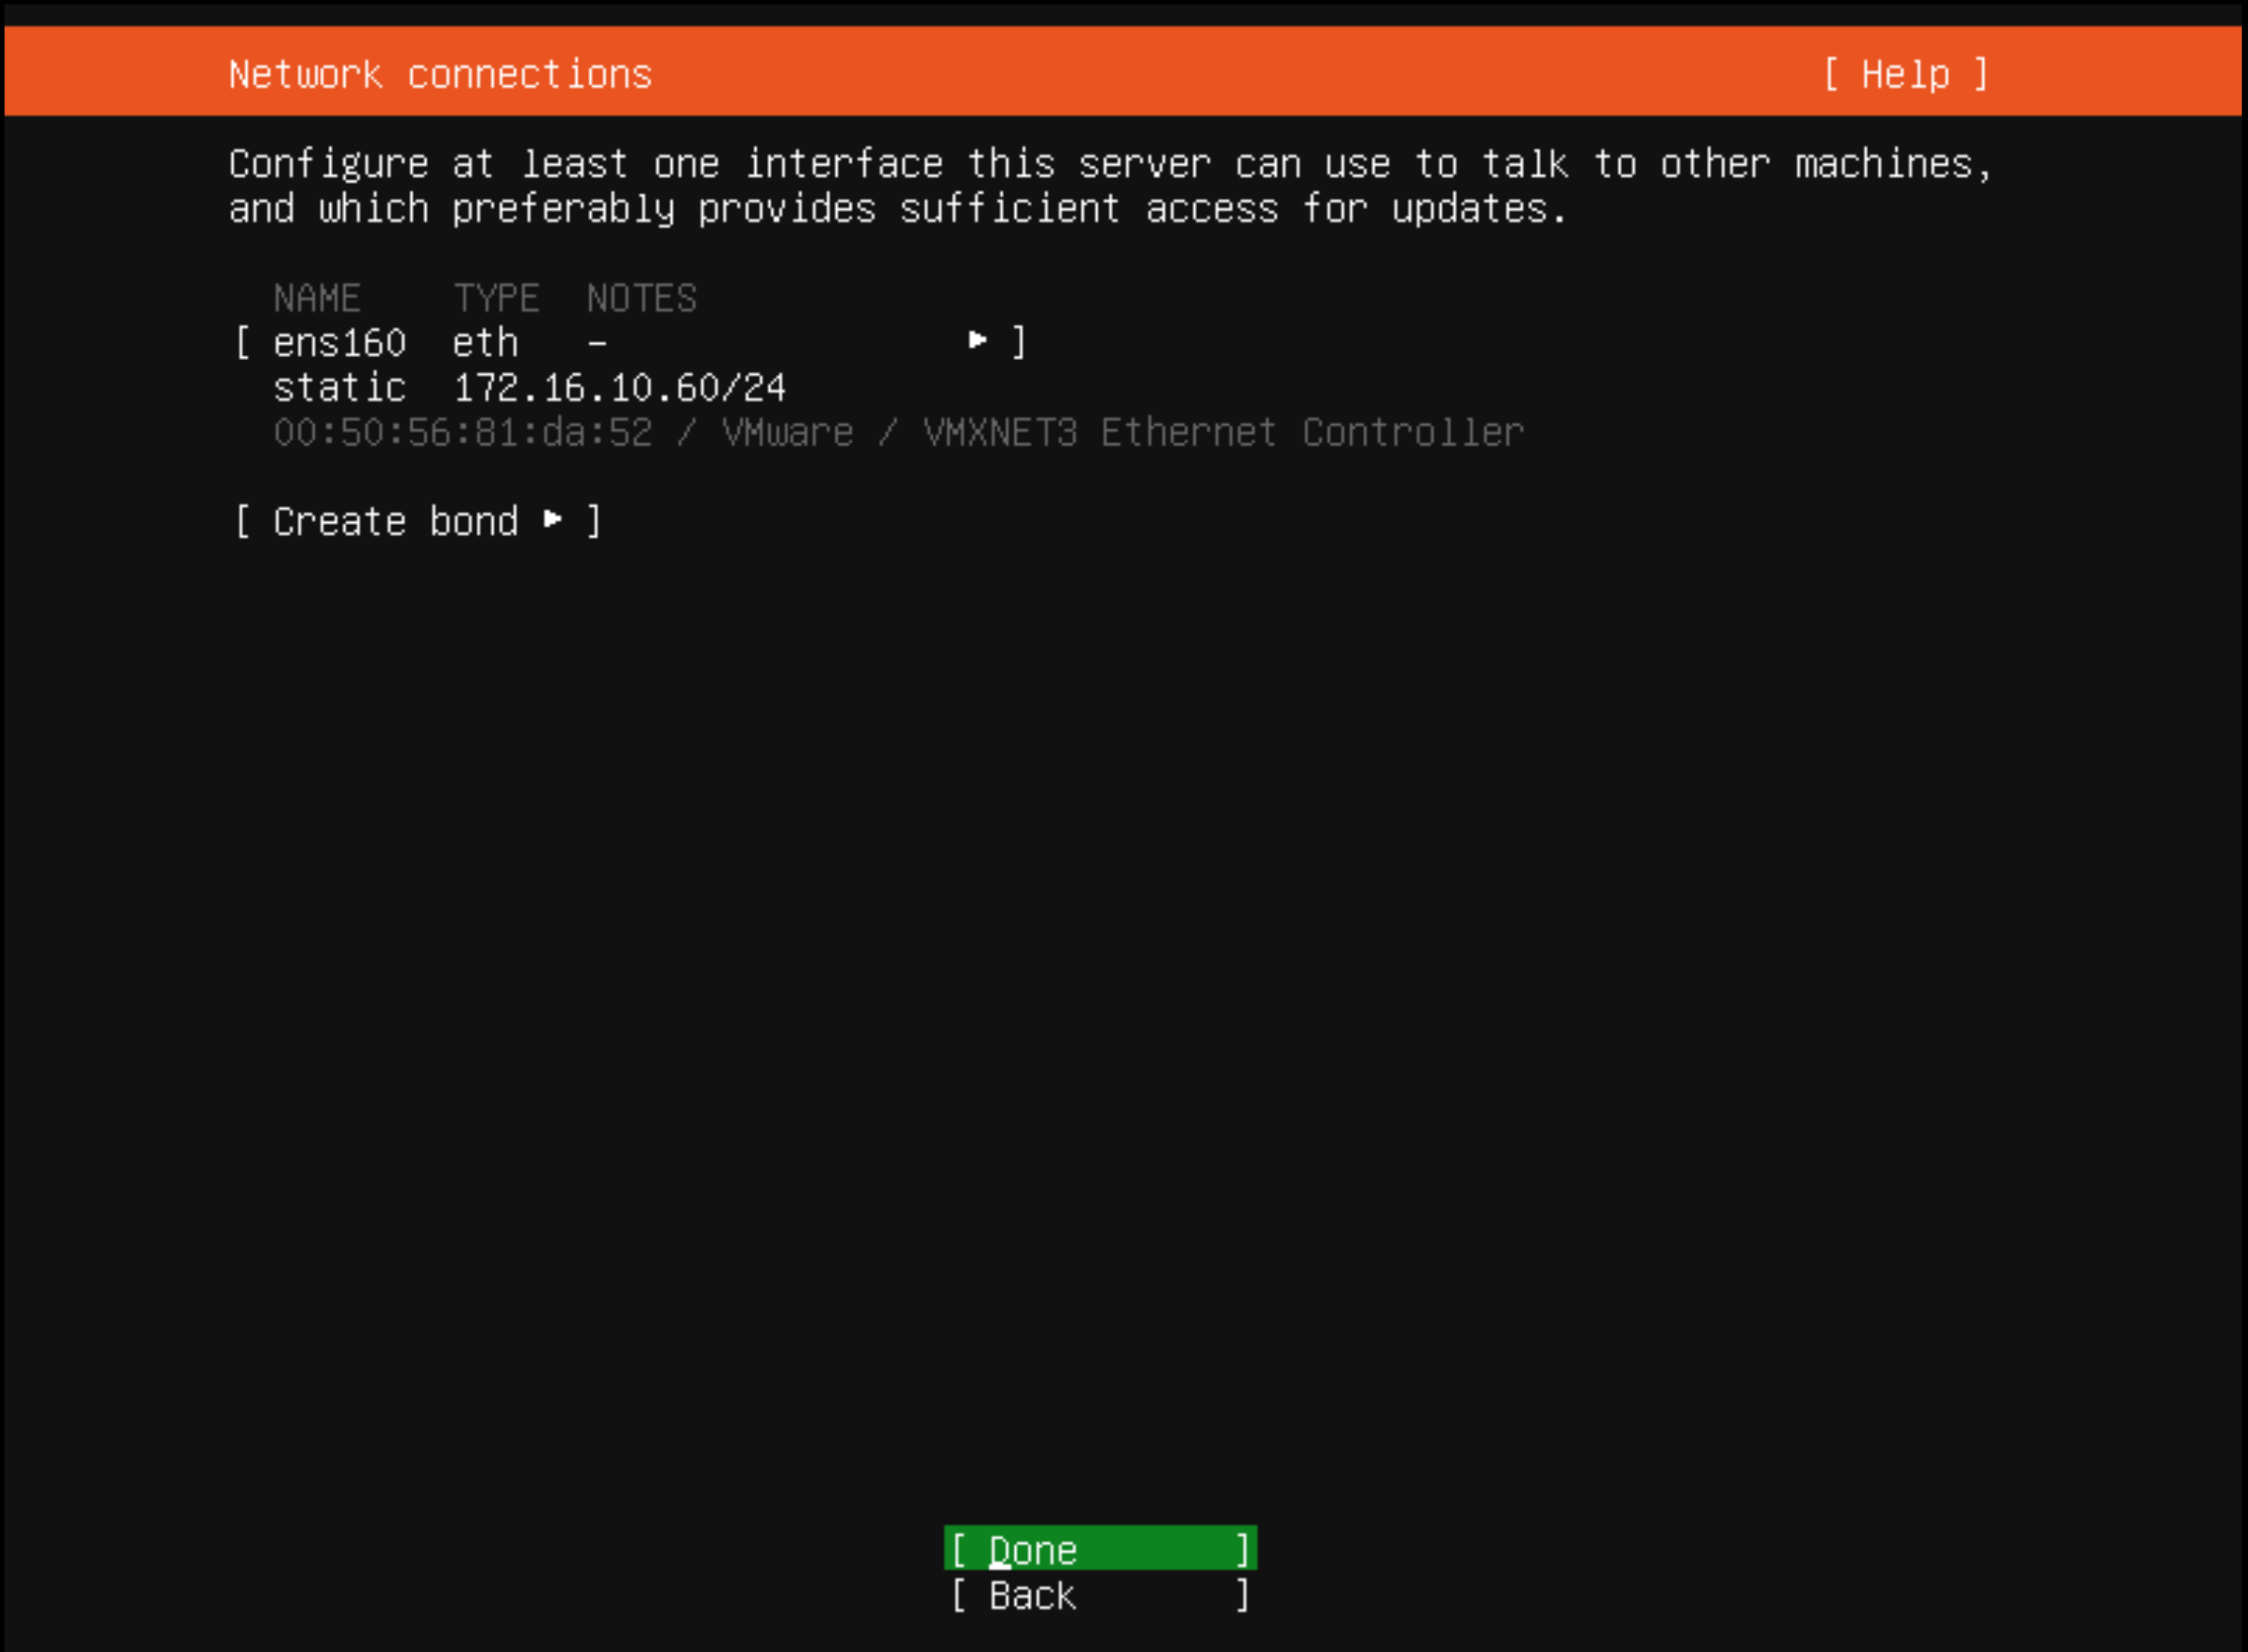 Network connections [ Help ]
Configure at least one interface this server can use to talk to other machines,
and which preferably provides sufficient access for updates.
NAME TYPE NOTES
[ ens160 eth - ▸ ]
static 172.16.10.60/24
00:50:56:81:da:52 / VMware / VMXNET3 Ethernet Controller
[ Create bond ▸ ]
[ Done ]
[ Back ]